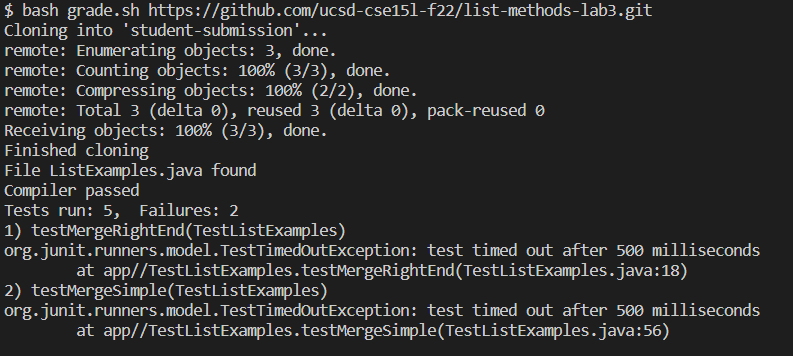 $ bash grade.sh https://github.com/ucsd-cse15l-f22/list-methods-lab3.git
Cloning into 'student-submission'...
remote: Enumerating objects: 3, done.
remote: Counting objects: 100% (3/3), done.
remote: Compressing objects: 100% (2/2), done.
remote: Total 3 (delta 0), reused 3 (delta 0), pack-reused 0
Receiving objects: 100% (3/3), done.
Finished cloning
File ListExamples.java found
Compiler passed
Tests run: 5,  Failures: 2
1) testMergeRightEnd(TestListExamples)
org.junit.runners.model.TestTimedOutException: test timed out after 500 milliseconds
        at app//TestListExamples.testMergeRightEnd(TestListExamples.java:18)
2) testMergeSimple(TestListExamples)
org.junit.runners.model.TestTimedOutException: test timed out after 500 milliseconds
        at app//TestListExamples.testMergeSimple(TestListExamples.java:56)